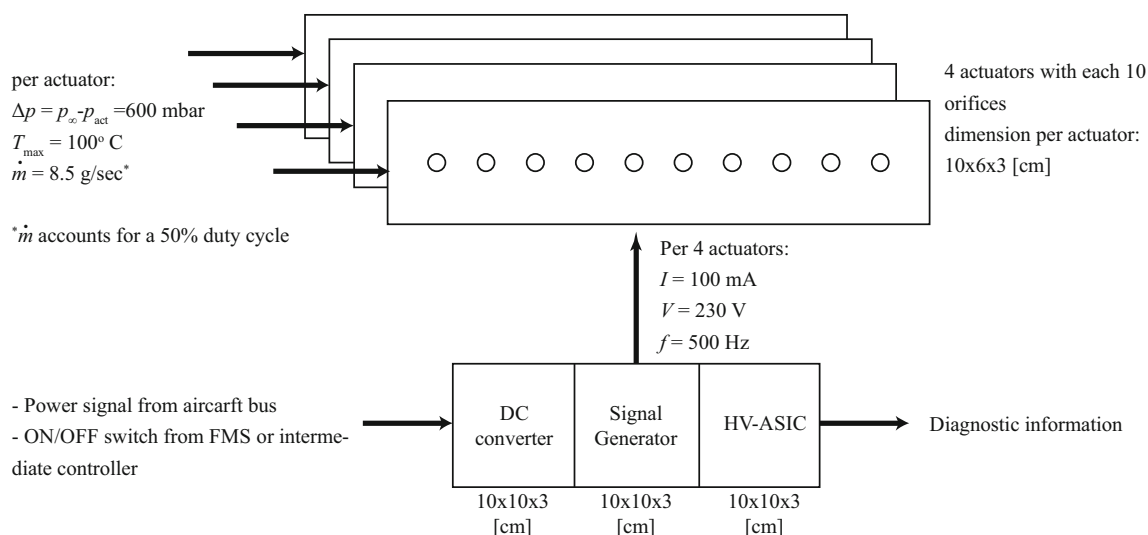 per actuator:
Δp = p∞-pact =600 mbar
Tmax = 100° C
ṁ = 8.5 g/sec*
*ṁ accounts for a 50% duty cycle
4 actuators with each 10
orifices
dimension per actuator:
10x6x3 [cm]
Per 4 actuators:
I = 100 mA
V = 230 V
f = 500 Hz
- Power signal from aircarft bus
- ON/OFF switch from FMS or interme-
diate controller
DC
converter
Signal
Generator
HV-ASIC
Diagnostic information
10x10x3
[cm]
10x10x3
[cm]
10x10x3
[cm]